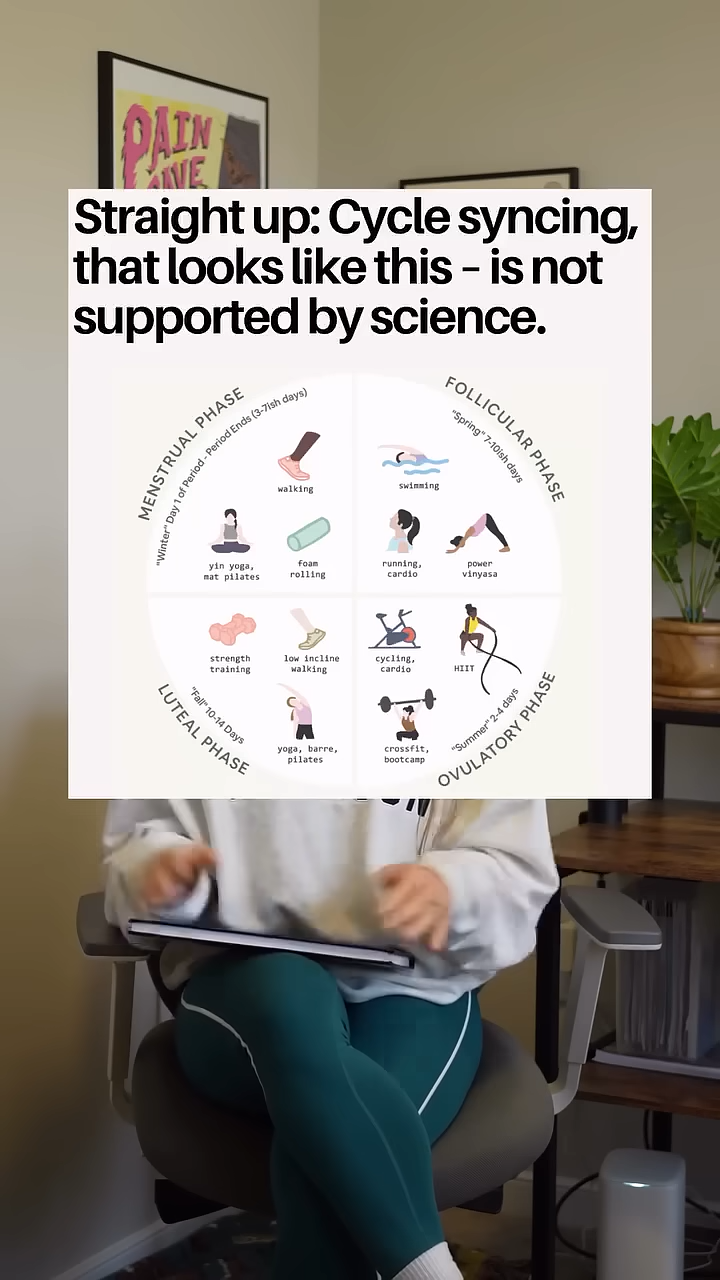 PAIN
CAVE
Straight up: Cycle syncing,
that looks like this – is not
supported by science.
MENSTRUAL PHASE
"Winter" Day 1 of Period - Period Ends (3-7ish days)
walking
yin yoga,
mat pilates
foam
rolling
FOLLICULAR PHASE
"Spring" 7-10ish days
swimming
running,
cardio
power
vinyasa
LUTEAL PHASE
"Fall" 10-14 Days
strength
training
low incline
walking
yoga, barre,
pilates
OVULATORY PHASE
"Summer" 2-4 days
cycling,
cardio
HIIT
crossfit,
bootcamp